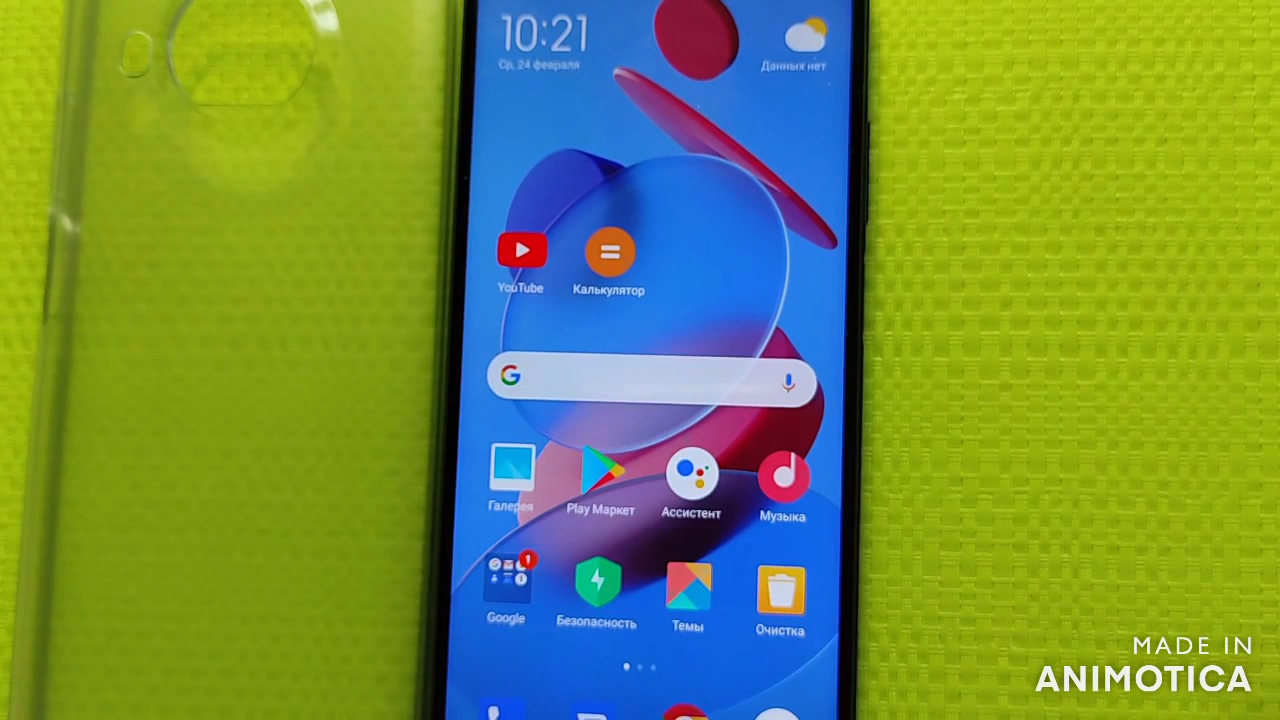 10:21
Ср, 24 февраля
Данных нет
YouTube
Калькулятор
Галерея
Play Маркет
Ассистент
Музыка
1
Google
Безопасность
Темы
Очистка
MADE IN
ANIMOTICA